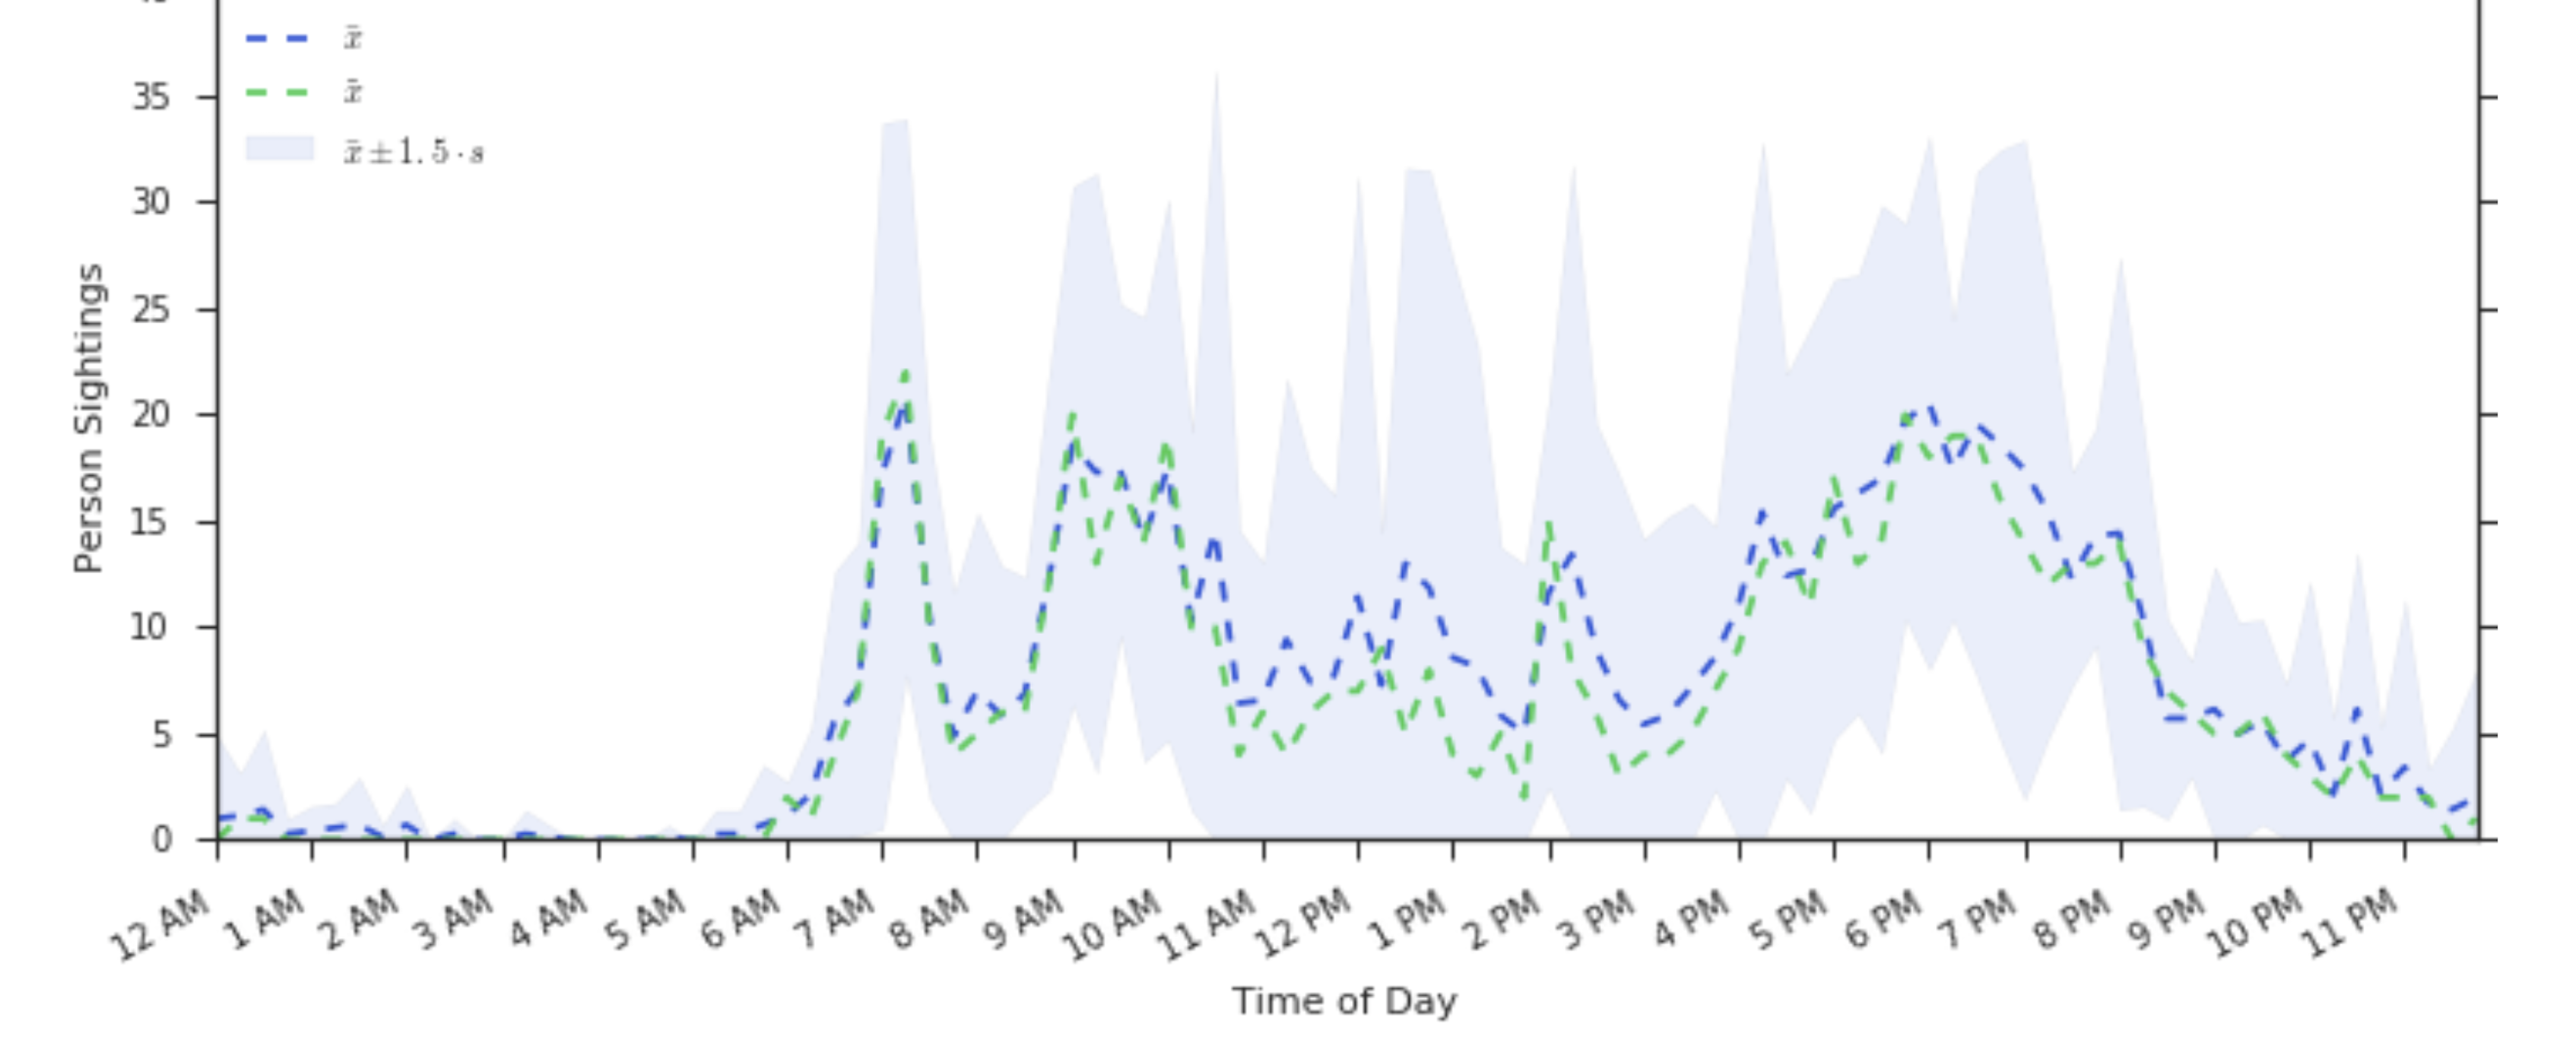 x̄
x̃
x̄ ± 1.5 · s
35
30
25
20
15
10
5
0
Person Sightings
12 AM
1 AM
2 AM
3 AM
4 AM
5 AM
6 AM
7 AM
8 AM
9 AM
10 AM
11 AM
12 PM
1 PM
2 PM
3 PM
4 PM
5 PM
6 PM
7 PM
8 PM
9 PM
10 PM
11 PM
Time of Day